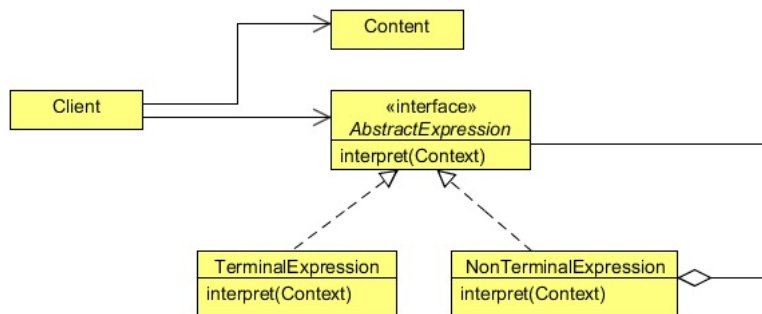 Content
Client
«interface»
AbstractExpression
interpret(Context)
TerminalExpression
interpret(Context)
NonTerminalExpression
interpret(Context)